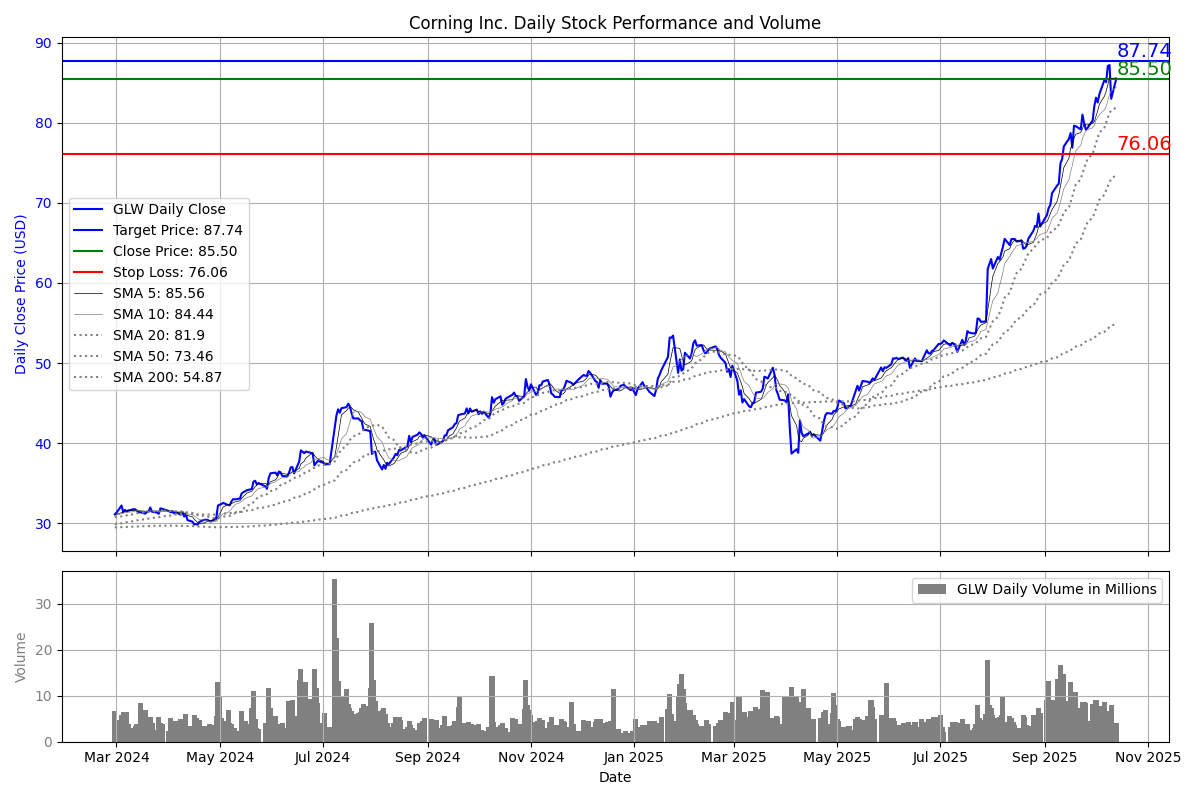 Corning Inc. Daily Stock Performance and Volume
90
80
70
60
50
40
30
Daily Close Price (USD)
87.74
85.50
76.06
GLW Daily Close
Target Price: 87.74
Close Price: 85.50
Stop Loss: 76.06
SMA 5: 85.56
SMA 10: 84.44
SMA 20: 81.9
SMA 50: 73.46
SMA 200: 54.87
30
20
10
0
Volume
GLW Daily Volume in Millions
Mar 2024 May 2024 Jul 2024 Sep 2024 Nov 2024 Jan 2025 Mar 2025 May 2025 Jul 2025 Sep 2025 Nov 2025
Date